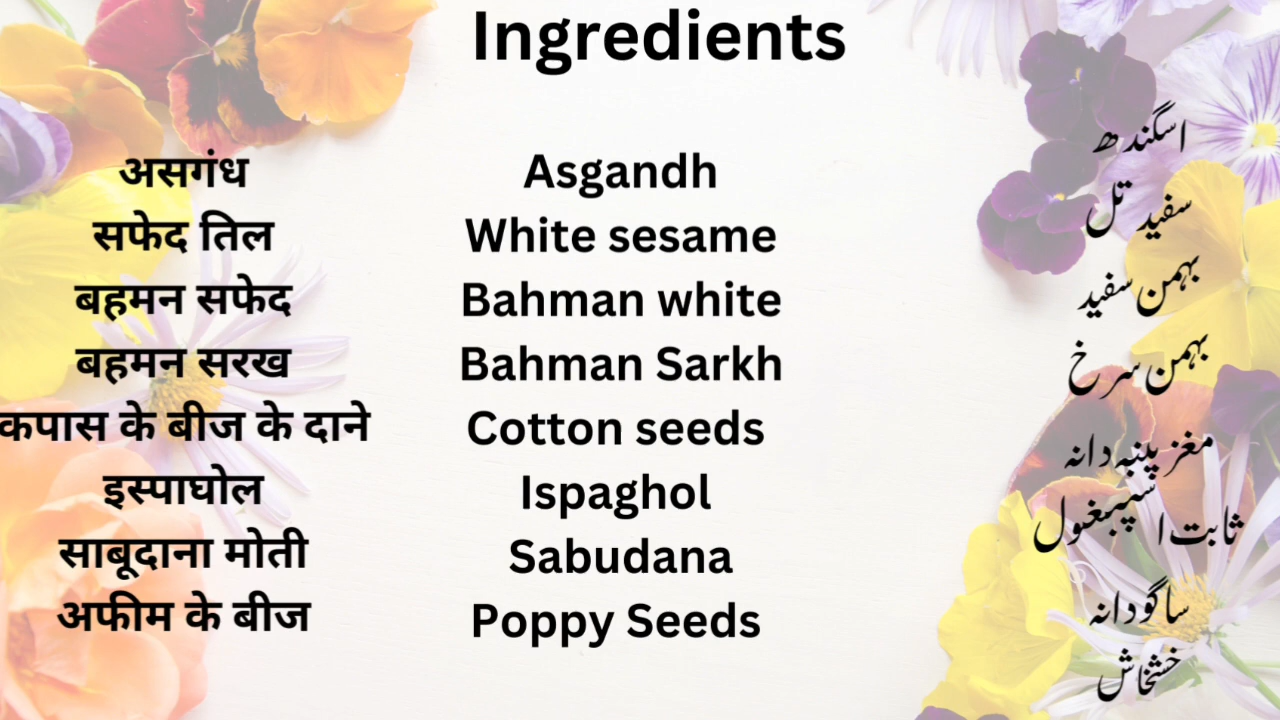 Ingredients
असगंध
सफेद तिल
बहमन सफेद
बहमन सरख
कपास के बीज के दाने
इस्पाघोल
साबूदाना मोती
अफीम के बीज
Asgandh
White sesame
Bahman white
Bahman Sarkh
Cotton seeds
Ispaghol
Sabudana
Poppy Seeds
اسگندھ
سفید تل
بہمن سفید
بہمن سرخ
مغز پنبہ دانہ
ثابت اسپغول
ساگودانہ
خشخاش